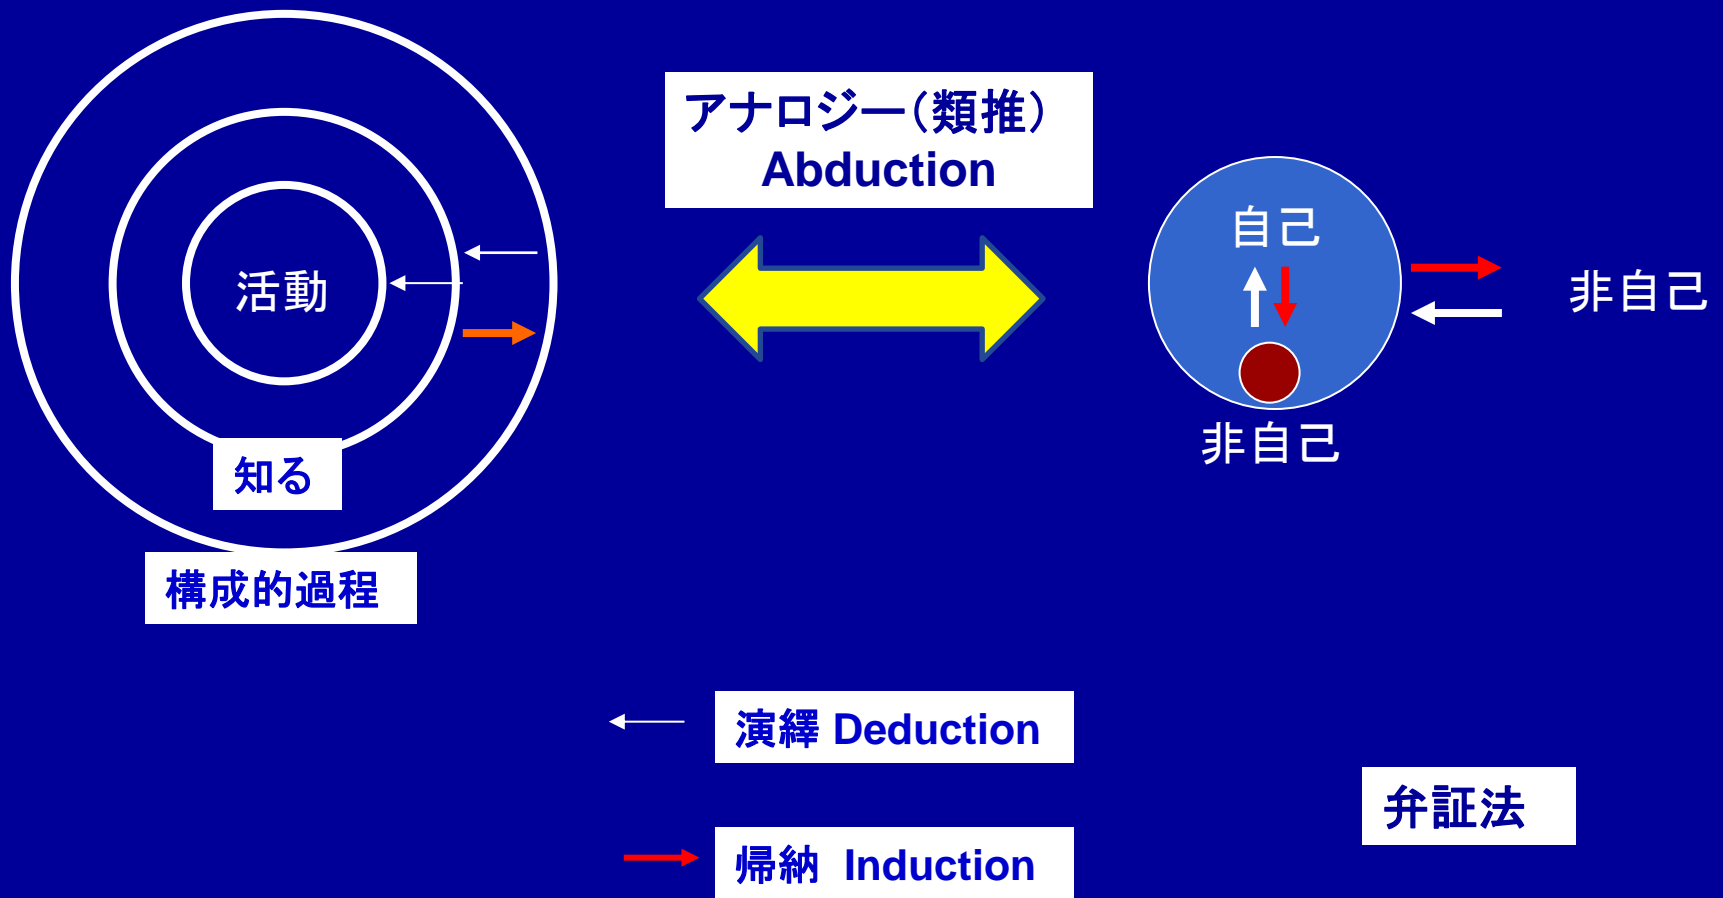 アナロジー(類推)
Abduction
活動
知る
構成的過程
自己
非自己
非自己
演繹 Deduction
帰納 Induction
弁証法